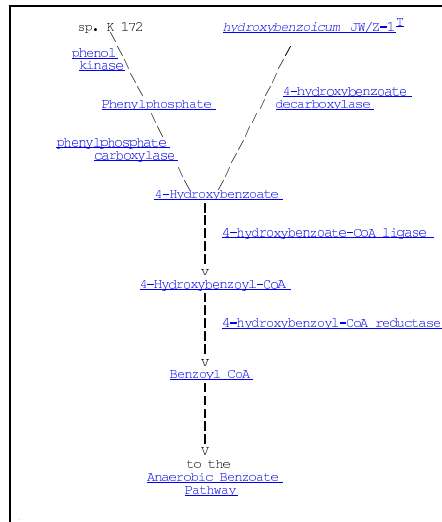 sp. K 172
hydroxybenzoicum JW/Z-1T
phenol
kinase
4-hydroxybenzoate
decarboxylase
Phenylphosphate
phenylphosphate
carboxylase
4-Hydroxybenzoate
4-hydroxybenzoate-CoA ligase
v
4-Hydroxybenzoyl-CoA
4-hydroxybenzoyl-CoA reductase
v
Benzoyl CoA
v
to the
Anaerobic Benzoate
Pathway